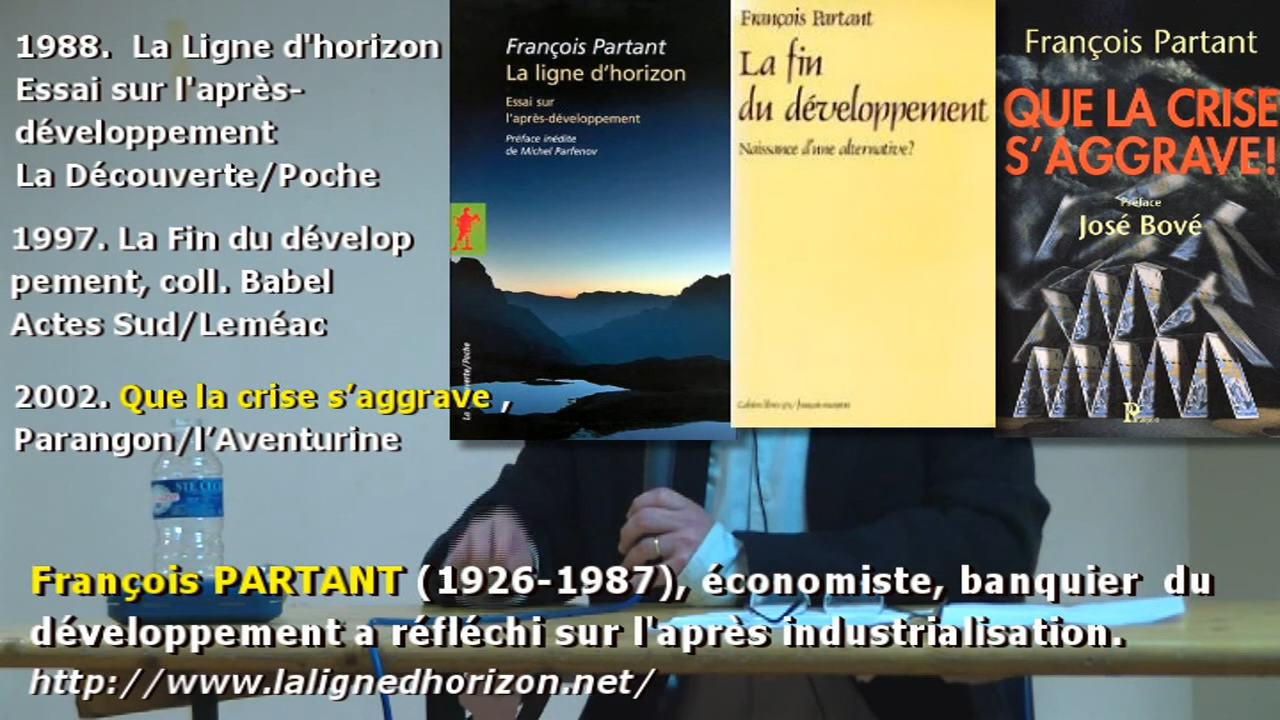 1988. La Ligne d'horizon
Essai sur l'après-
développement
La Découverte/Poche
1997. La Fin du dévelop
pement, coll. Babel
Actes Sud/Leméac
2002. Que la crise s’aggrave ,
Parangon/l’Aventurine
François Partant
La ligne d’horizon
Essai sur
l’après-développement
Préface inédite
de Michel Parfenov
François Partant
La fin
du développement
Naissance d'une alternative?
François Partant
QUE LA CRISE
S’AGGRAVE!
Préface
José Bové
STE CÉCI
François PARTANT (1926-1987), économiste, banquier du
développement a réfléchi sur l'après industrialisation.
http://www.lalignedhorizon.net/